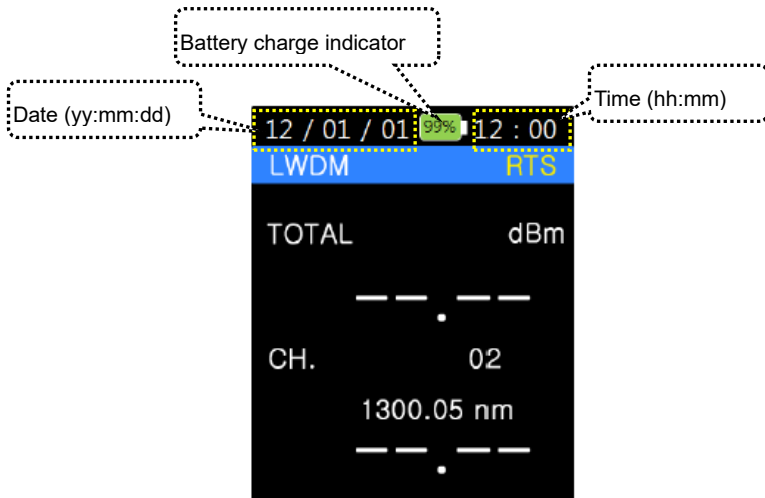 Battery charge indicator
Date (yy:mm:dd)
Time (hh:mm)
12 / 01 / 01 99% 12 : 00
LWDM RTS
TOTAL dBm
--.--
CH. 02
1300.05 nm
--.--